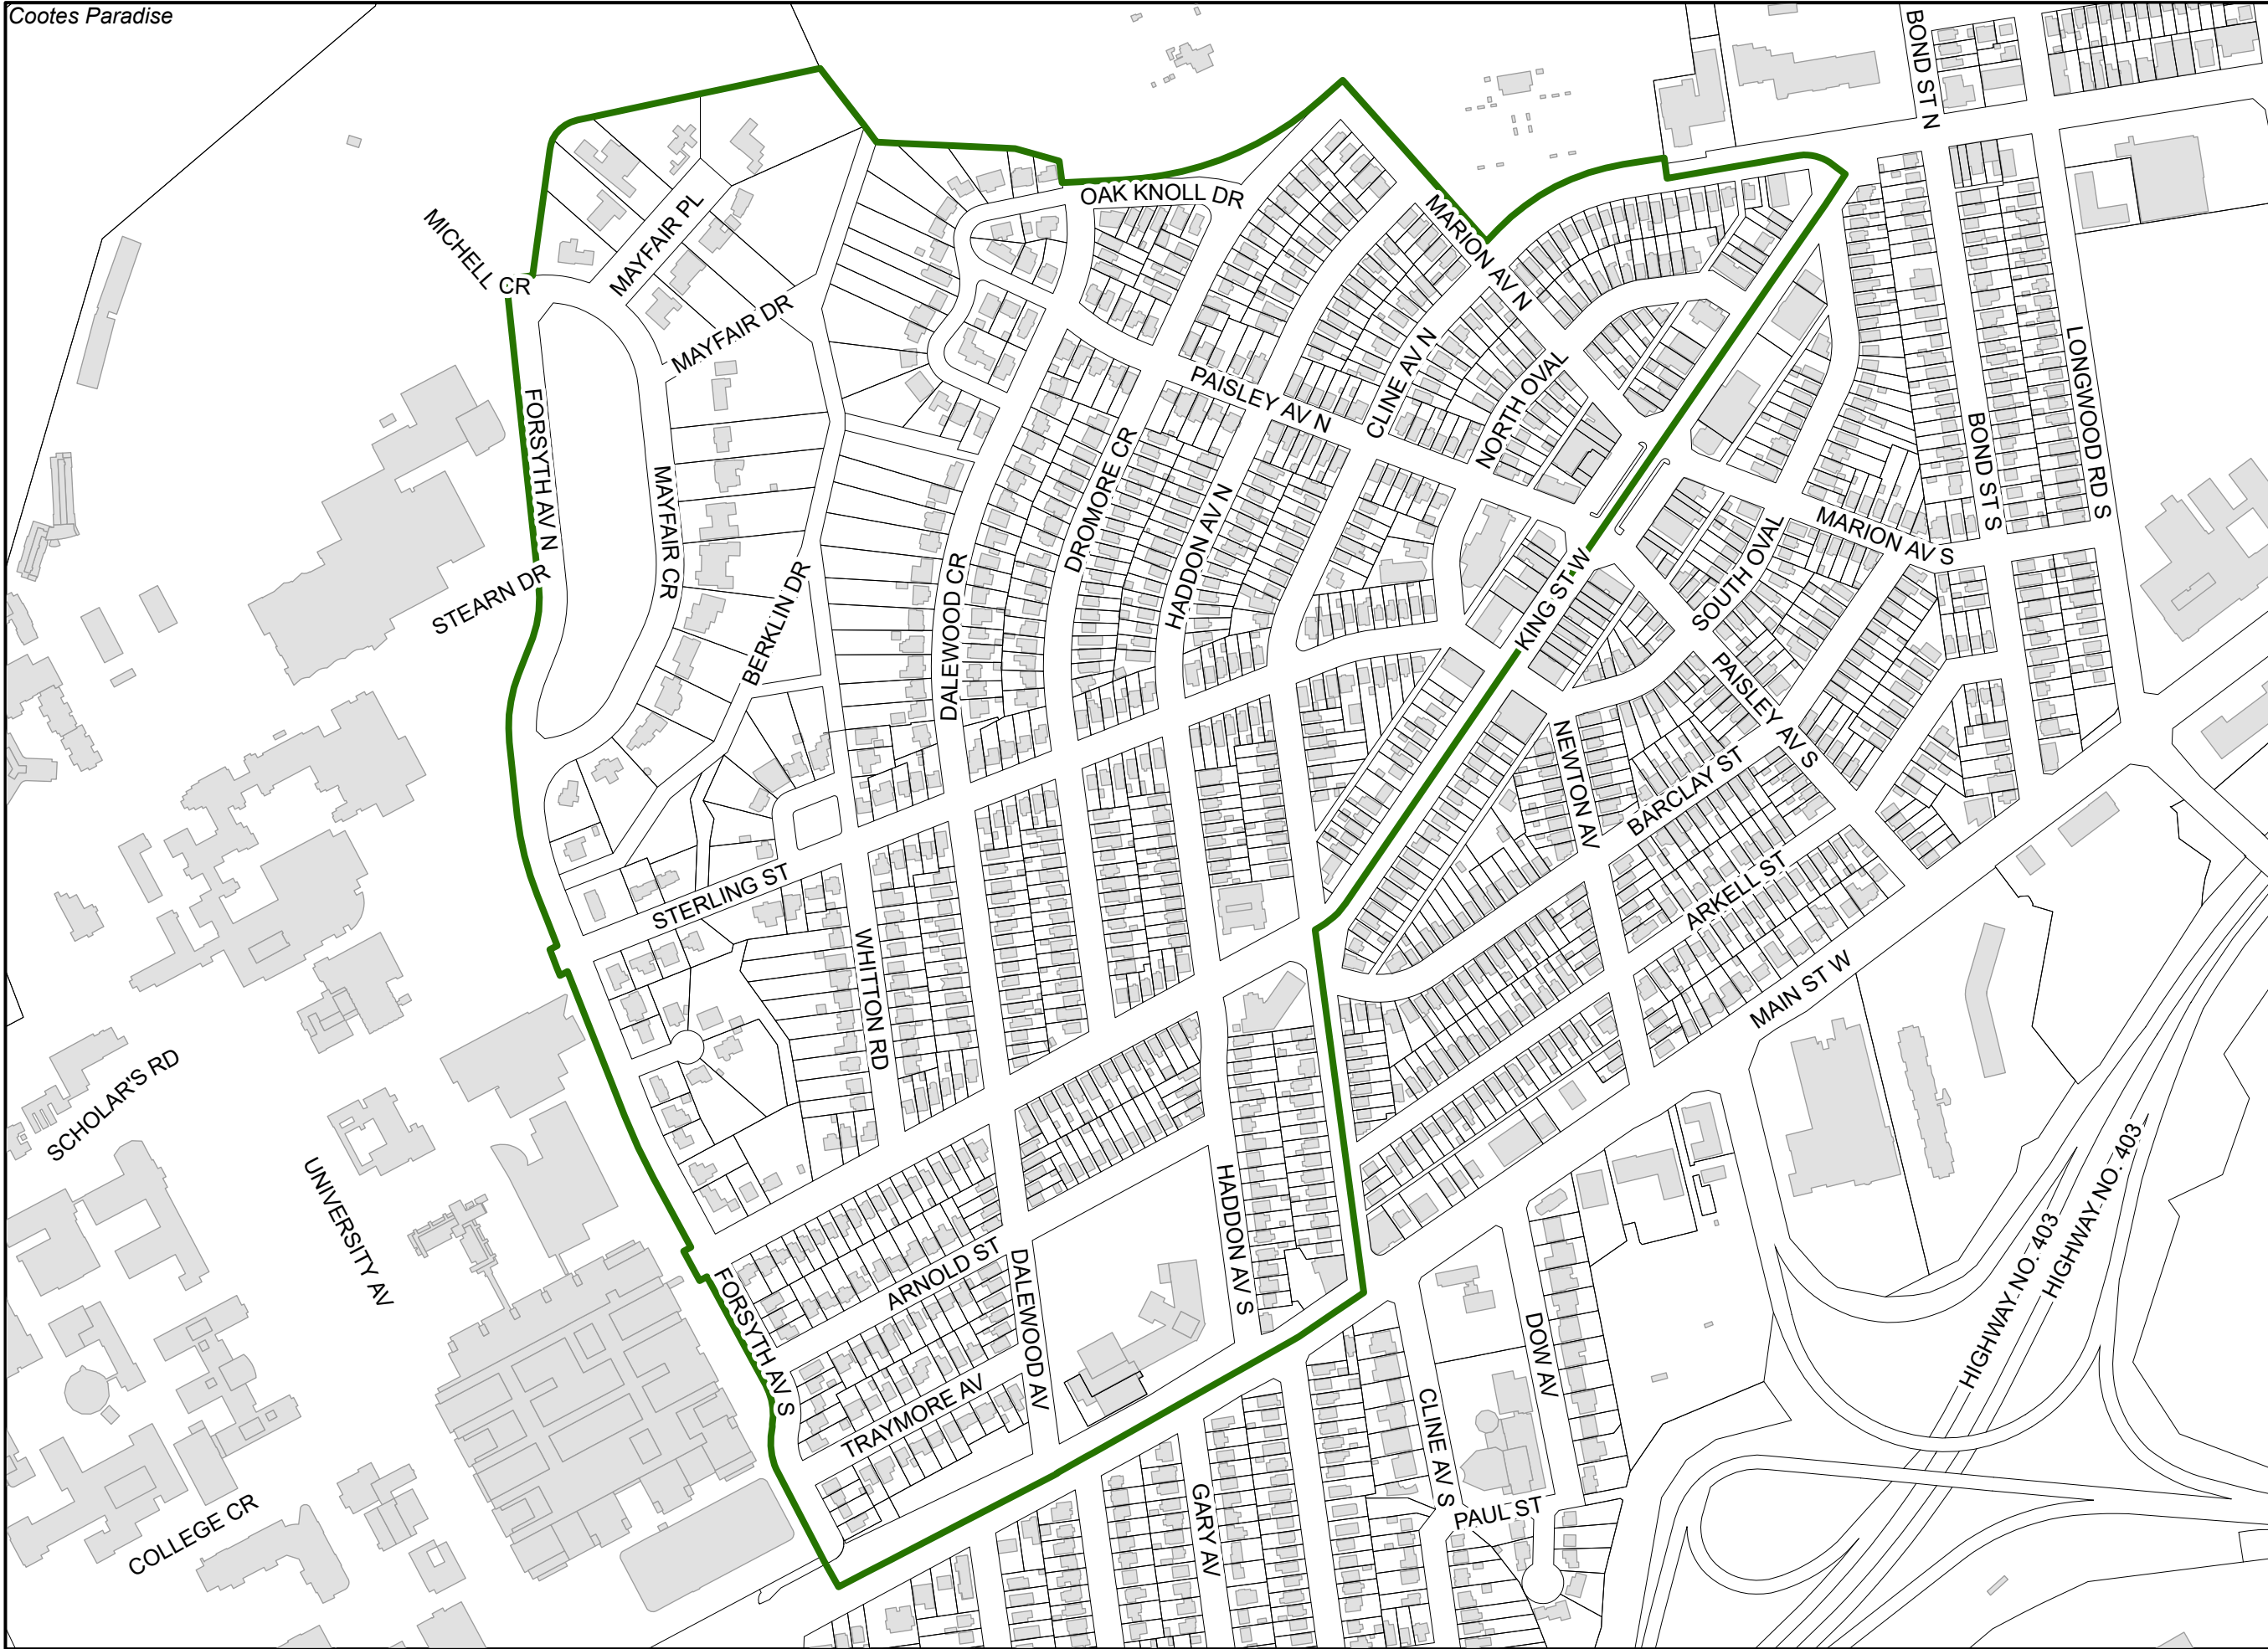 Cootes Paradise
BOND ST N
OAK KNOLL DR
MICHELL CR
MAYFAIR PL
MARION AV N
MAYFAIR DR
LONGWOOD RD S
FORSYTH AV N
PAISLEY AV N
CLINE AV N
NORTH OVAL
MAYFAIR CR
DROMORE CR
HADDON AV N
BOND ST S
MARION AV S
STEARN DR
BERKLIN DR
DALEWOOD CR
KING ST W
SOUTH OVAL
PAISLEY AV S
NEWTON AV
BARCLAY ST
STERLING ST
WHITTON RD
ARKELL ST
MAIN ST W
SCHOLAR'S RD
UNIVERSITY AV
HADDON AV S
HIGHWAY NO. 403
HIGHWAY NO. 403
ARNOLD ST
DALEWOOD AV
FORSYTH AV S
DOW AV
TRAYMORE AV
CLINE AV S
GARY AV
PAUL ST
COLLEGE CR